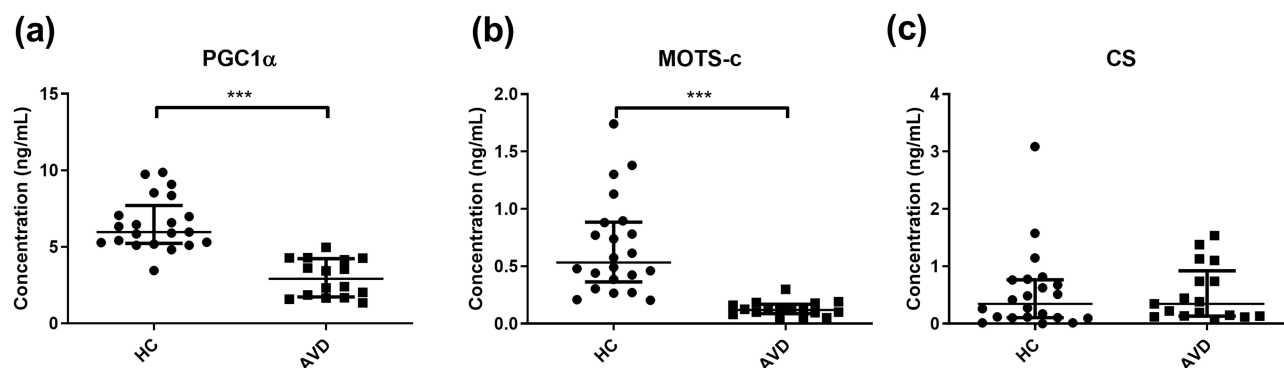 (a)
PGC1α
Concentration (ng/mL)
15
10
5
0
***
HC
AVD
(b)
MOTS-c
Concentration (ng/mL)
2.0
1.5
1.0
0.5
0.0
***
HC
AVD
(c)
CS
Concentration (ng/mL)
4
3
2
1
0
HC
AVD